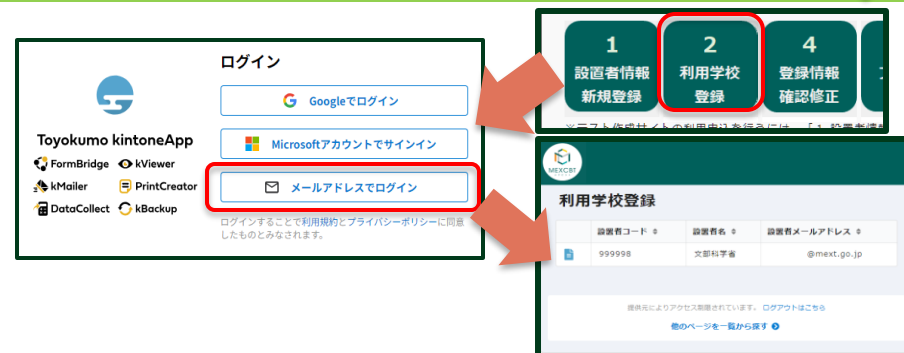 1
設置者情報
新規登録
2
利用学校
登録
4
登録情報
確認修正
ログイン
Googleでログイン
Microsoftアカウントでサインイン
メールアドレスでログイン
ログインすることで利用規約とプライバシーポリシーに同意
したものとみなされます。
Toyokumo kintoneApp
FormBridge kViewer
kMailer PrintCreator
DataCollect kBackup
MEXCBT
利用学校登録
設置者コード 設置者名 設置者メールアドレス
999998 文部科学省 @mext.go.jp
提供元によりアクセス制限されています。 ログアウトはこちら
他のページを一覧から探す